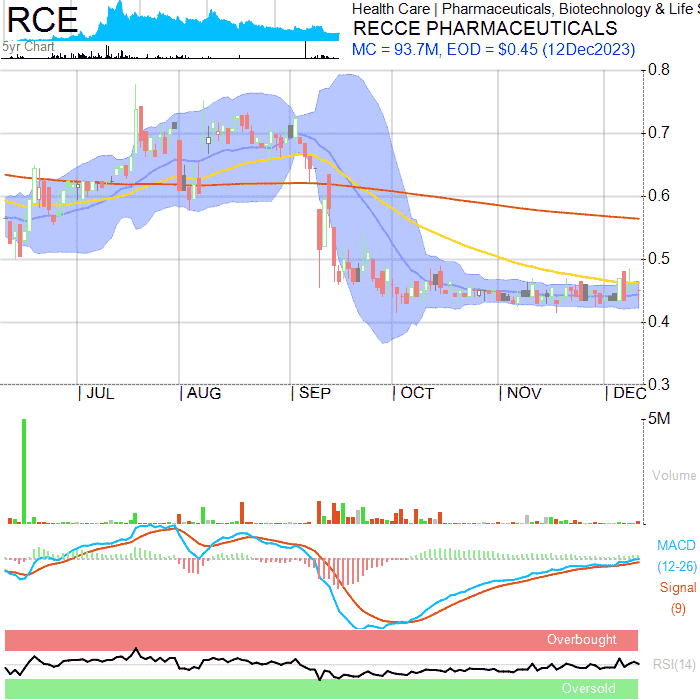 RCE
Health Care | Pharmaceuticals, Biotechnology & Life S
RECCE PHARMACEUTICALS
MC = 93.7M, EOD = $0.45 (12Dec2023)
5yr Chart
0.8
0.7
0.6
0.5
0.4
0.3
JUL AUG SEP OCT NOV DEC
5M
Volume
MACD
(12-26)
Signal
(9)
Overbought
RSI(14)
Oversold